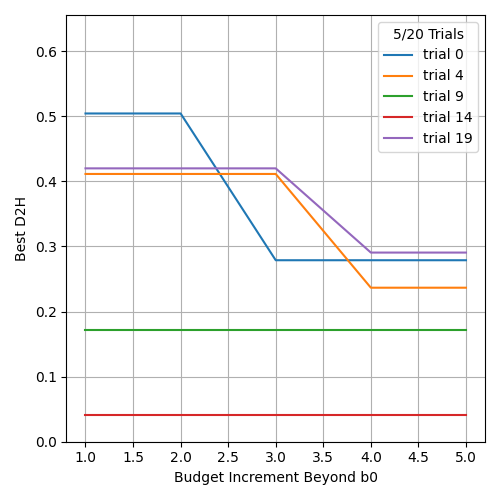 5/20 Trials
trial 0
trial 4
trial 9
trial 14
trial 19
Best D2H
0.6
0.5
0.4
0.3
0.2
0.1
0.0
1.0 1.5 2.0 2.5 3.0 3.5 4.0 4.5 5.0
Budget Increment Beyond b0